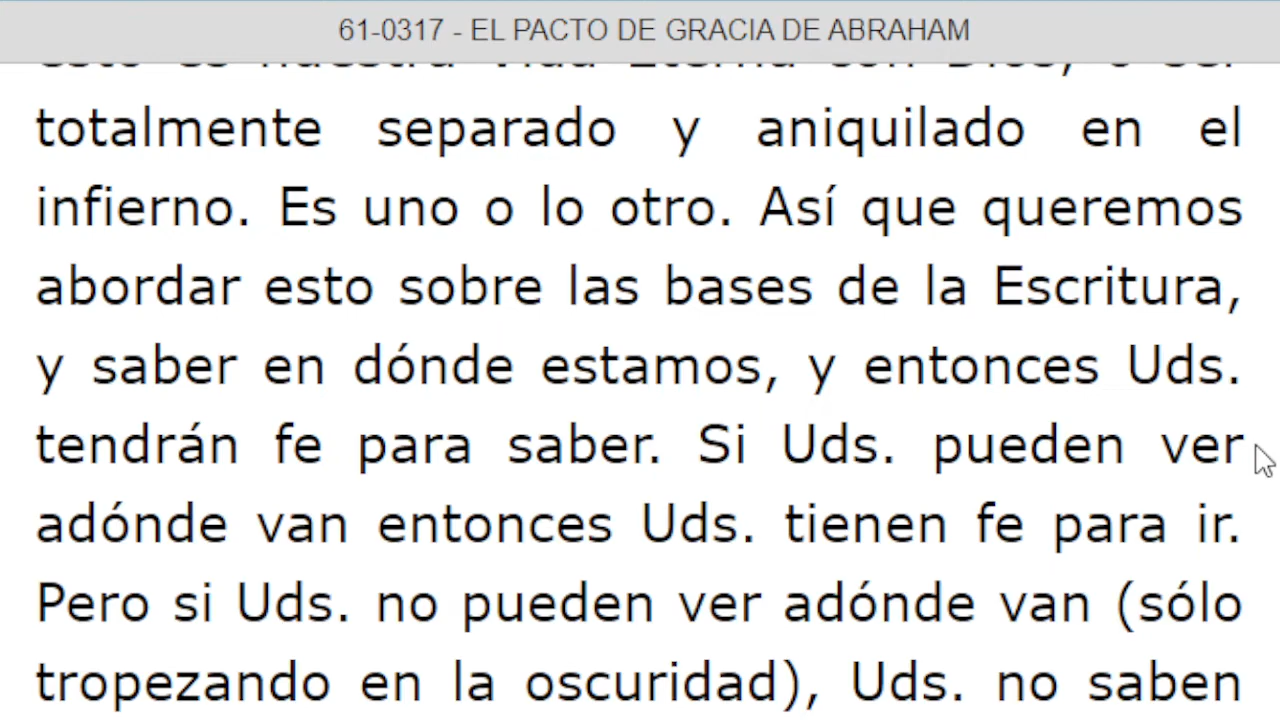 61-0317 - EL PACTO DE GRACIA DE ABRAHAM
totalmente separado y aniquilado en el
infierno. Es uno o lo otro. Así que queremos
abordar esto sobre las bases de la Escritura,
y saber en dónde estamos, y entonces Uds.
tendrán fe para saber. Si Uds. pueden ver
adónde van entonces Uds. tienen fe para ir.
Pero si Uds. no pueden ver adónde van (sólo
tropezando en la oscuridad), Uds. no saben